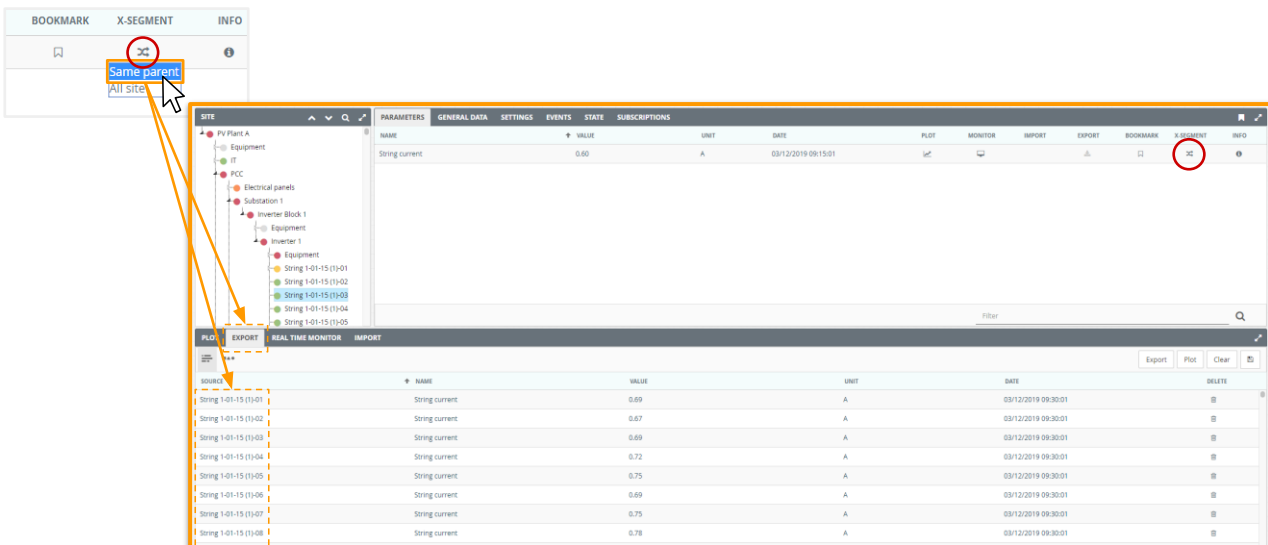 BOOKMARK X-SEGMENT INFO
Same parent
All site
SITE
PARAMETERS GENERAL DATA SETTINGS EVENTS STATE SUBSCRIPTIONS
PV Plant A
NAME VALUE UNIT DATE PLOT MONITOR IMPORT EXPORT BOOKMARK X-SEGMENT INFO
Equipment
String current 0.60 A 03/12/2019 09:15:01
IT
PCC
Electrical panels
Substation 1
Inverter Block 1
Equipment
Inverter 1
Equipment
String 1-01-15 (1)-01
String 1-01-15 (1)-02
String 1-01-15 (1)-03
String 1-01-15 (1)-04
String 1-01-15 (1)-05
Filter
PLOT EXPORT REAL TIME MONITOR IMPORT
Export Plot Clear
SOURCE NAME VALUE UNIT DATE DELETE
String 1-01-15 (1)-01 String current 0.69 A 03/12/2019 09:30:01
String 1-01-15 (1)-02 String current 0.67 A 03/12/2019 09:30:01
String 1-01-15 (1)-03 String current 0.69 A 03/12/2019 09:30:01
String 1-01-15 (1)-04 String current 0.72 A 03/12/2019 09:30:01
String 1-01-15 (1)-05 String current 0.75 A 03/12/2019 09:30:01
String 1-01-15 (1)-06 String current 0.69 A 03/12/2019 09:30:01
String 1-01-15 (1)-07 String current 0.75 A 03/12/2019 09:30:01
String 1-01-15 (1)-08 String current 0.78 A 03/12/2019 09:30:01